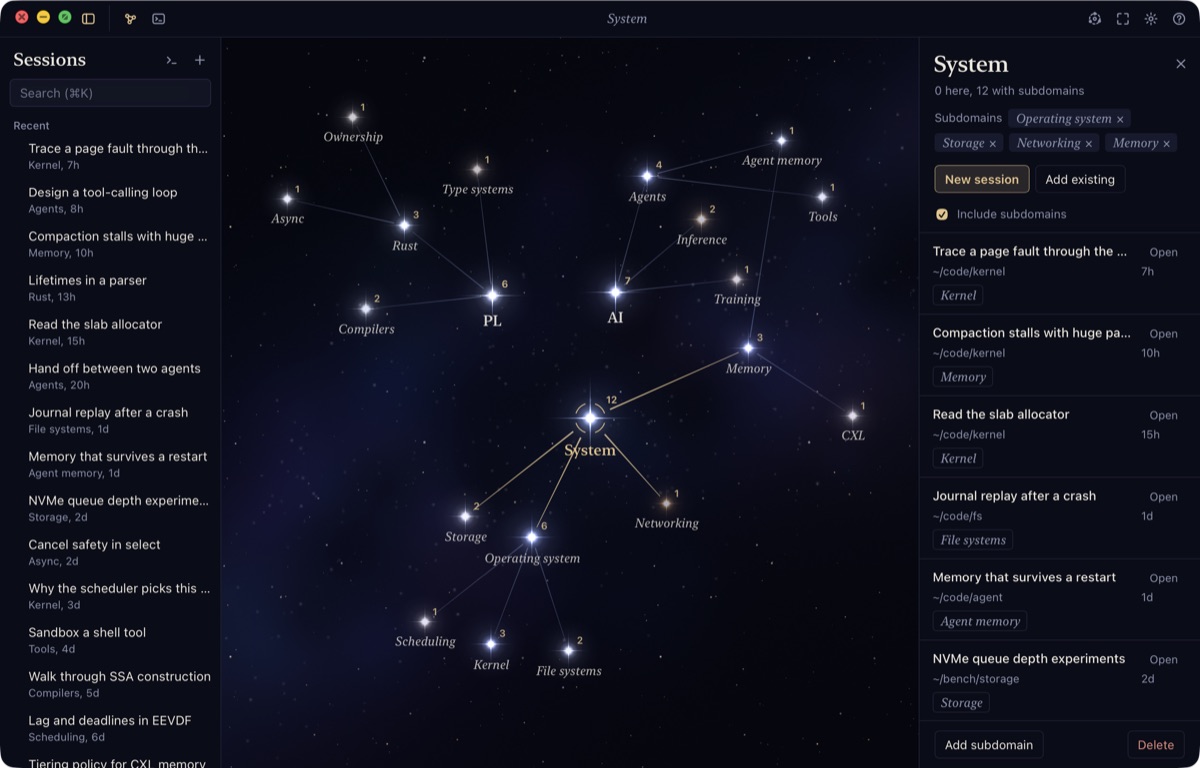 System
Sessions
Search (⌘K)
Recent
Trace a page fault through th...
Kernel, 7h
Design a tool-calling loop
Agents, 8h
Compaction stalls with huge ...
Memory, 10h
Lifetimes in a parser
Rust, 13h
Read the slab allocator
Kernel, 15h
Hand off between two agents
Agents, 20h
Journal replay after a crash
File systems, 1d
Memory that survives a restart
Agent memory, 1d
NVMe queue depth experime...
Storage, 2d
Cancel safety in select
Async, 2d
Why the scheduler picks this ...
Kernel, 3d
Sandbox a shell tool
Tools, 4d
Walk through SSA construction
Compilers, 5d
Lag and deadlines in EEVDF
Scheduling, 6d
Tiering policy for CXL memory
1
Ownership
1
Type systems
1
Async
3
Rust
6
PL
2
Compilers
1
Agent memory
4
Agents
1
Tools
2
Inference
7
AI
1
Training
3
Memory
1
CXL
12
System
2
Storage
1
Networking
6
Operating system
1
Scheduling
3
Kernel
2
File systems
System
0 here, 12 with subdomains
Subdomains Operating system ×
Storage × Networking × Memory ×
New session Add existing
Include subdomains
Trace a page fault through the ... Open
~/code/kernel 7h
Kernel
Compaction stalls with huge pa... Open
~/code/kernel 10h
Memory
Read the slab allocator Open
~/code/kernel 15h
Kernel
Journal replay after a crash Open
~/code/fs 1d
File systems
Memory that survives a restart Open
~/code/agent 1d
Agent memory
NVMe queue depth experiments Open
~/bench/storage 2d
Storage
Add subdomain Delete